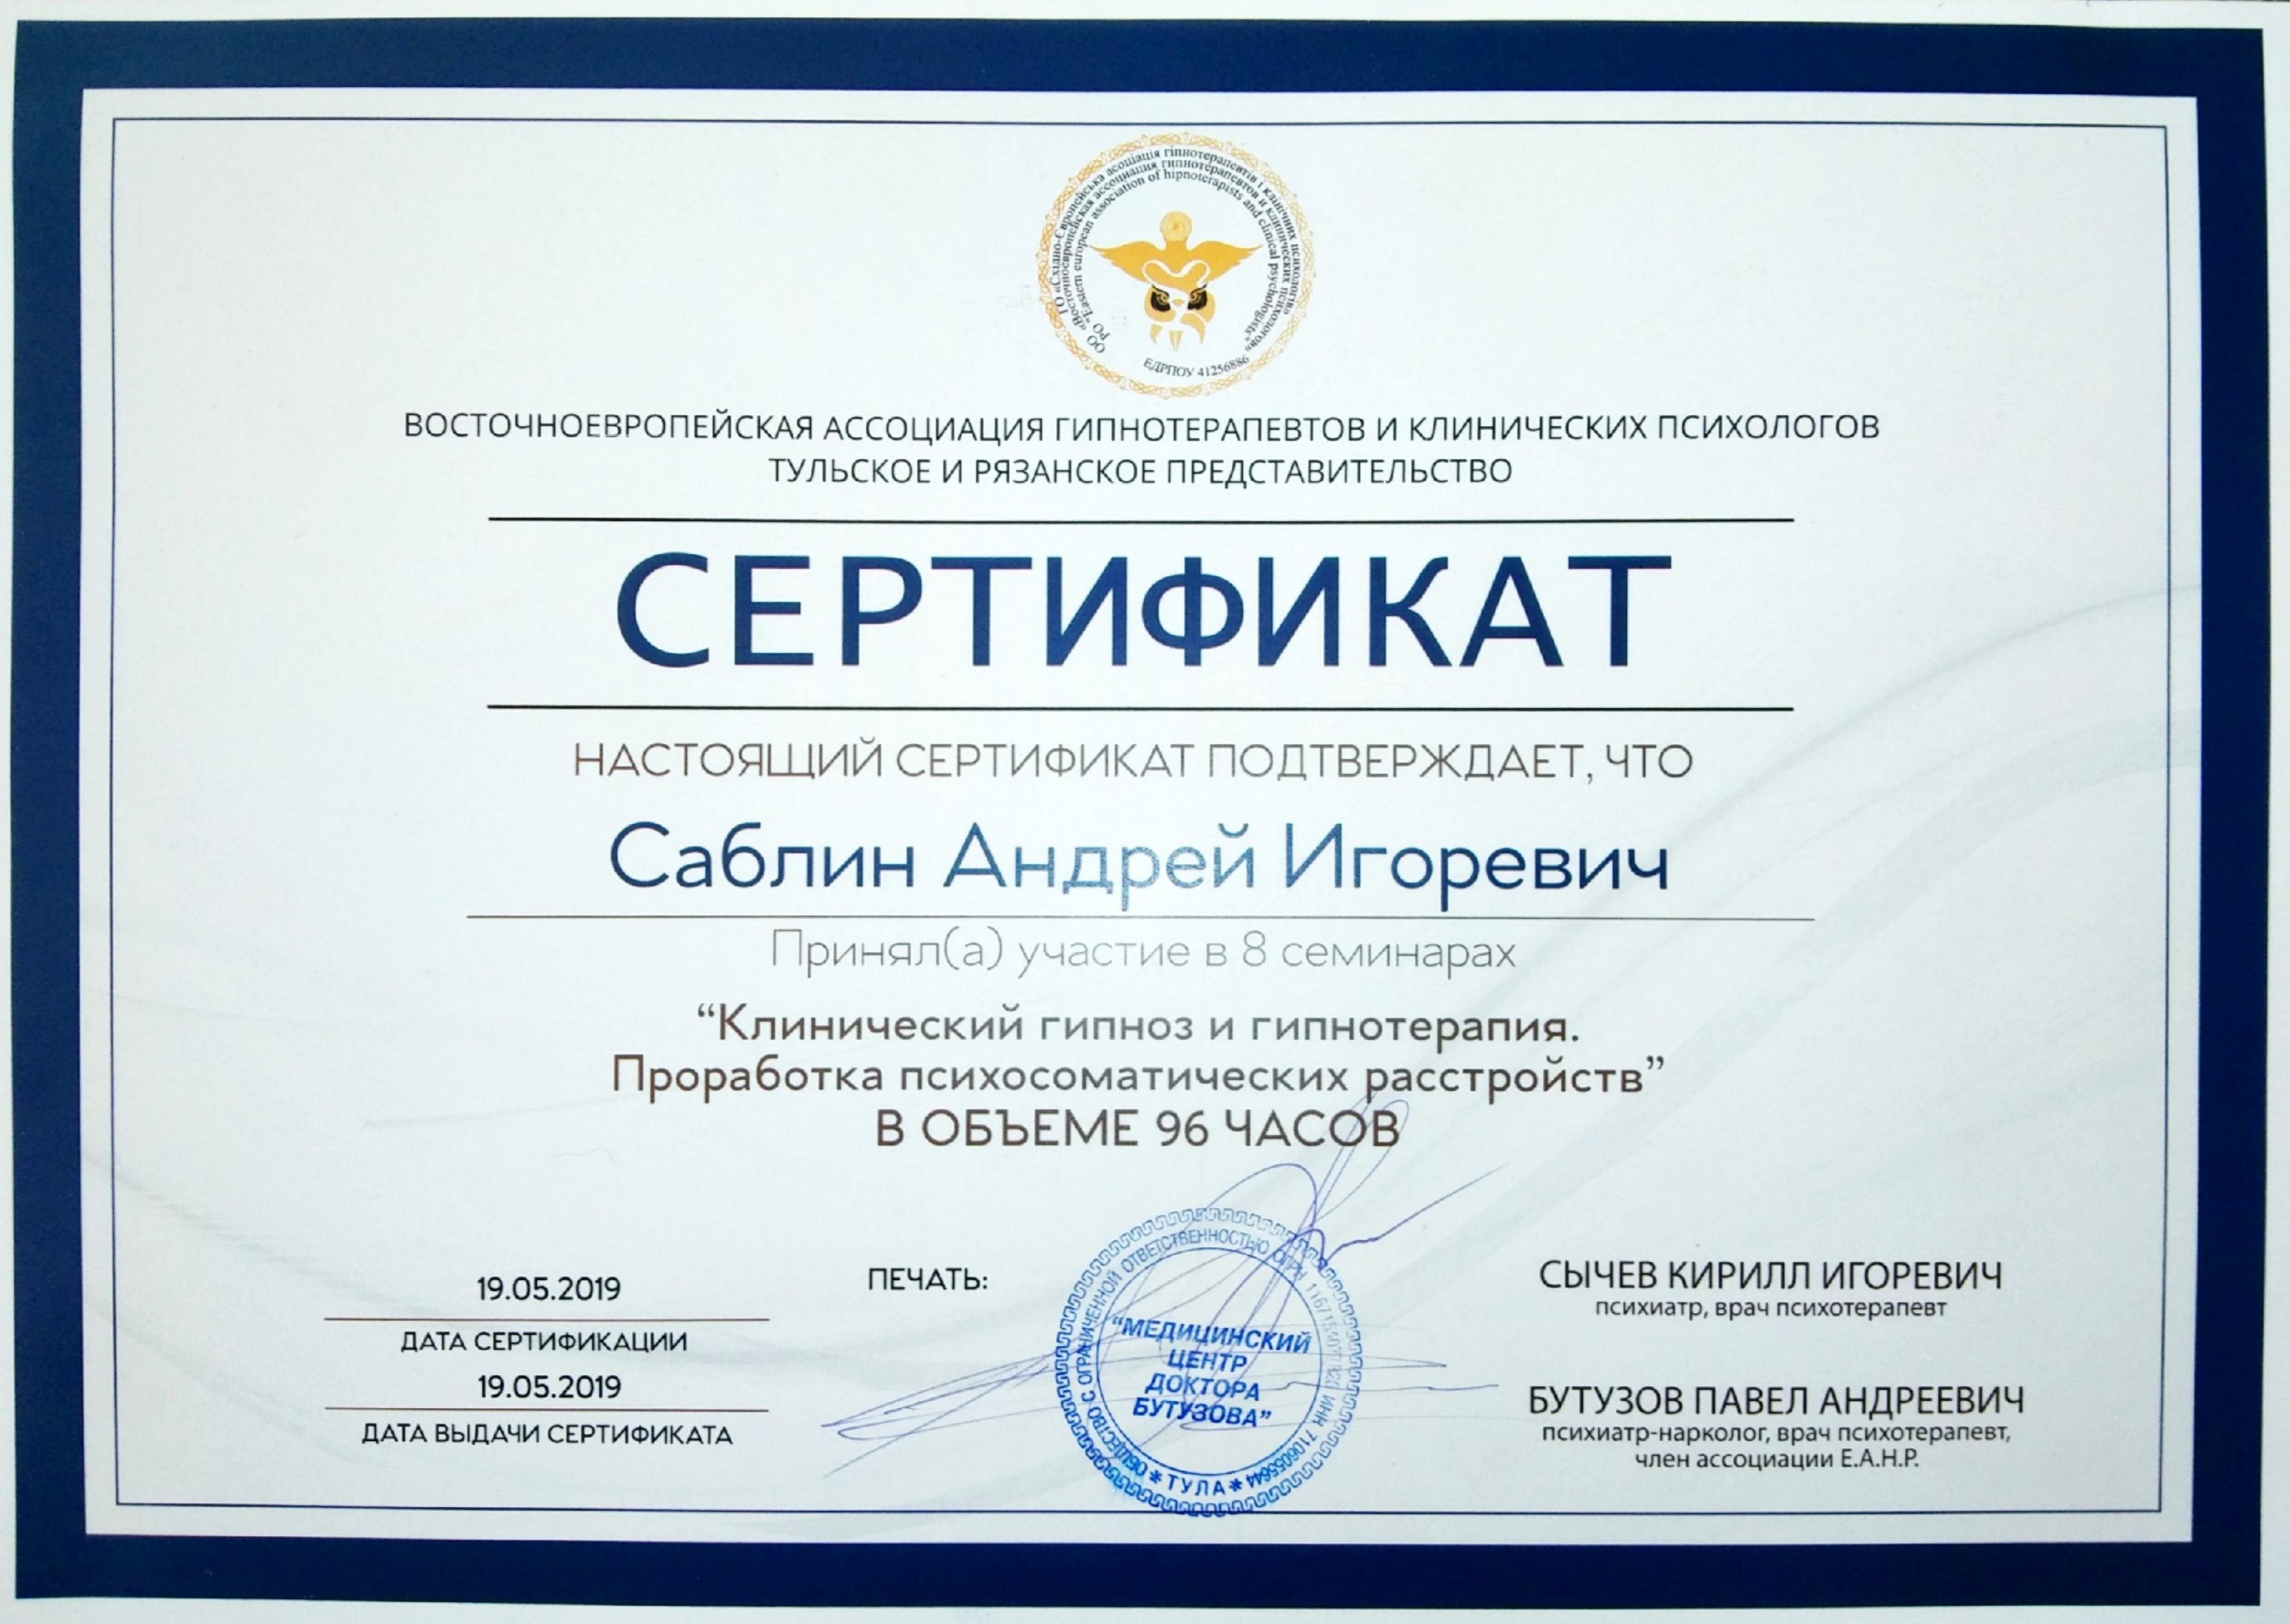 ГО «Східно-Європейська асоціація гіпнотерапевтів і клінічних психологів»
ОО «Восточноевропейская ассоциация гипнотерапевтов и клинических психологов»
PO "Eastern european association of hipnoterapists and clinical psychologists"
ЕДРПОУ 41256886
ВОСТОЧНОЕВРОПЕЙСКАЯ АССОЦИАЦИЯ ГИПНОТЕРАПЕВТОВ И КЛИНИЧЕСКИХ ПСИХОЛОГОВ
ТУЛЬСКОЕ И РЯЗАНСКОЕ ПРЕДСТАВИТЕЛЬСТВО
СЕРТИФИКАТ
НАСТОЯЩИЙ СЕРТИФИКАТ ПОДТВЕРЖДАЕТ, ЧТО
Саблин Андрей Игоревич
Принял(а) участие в 8 семинарах
“Клинический гипноз и гипнотерапия.
Проработка психосоматических расстройств”
В ОБЪЕМЕ 96 ЧАСОВ
19.05.2019
ДАТА СЕРТИФИКАЦИИ
19.05.2019
ДАТА ВЫДАЧИ СЕРТИФИКАТА
ПЕЧАТЬ:
ОБЩЕСТВО С ОГРАНИЧЕННОЙ ОТВЕТСТВЕННОСТЬЮ ОГРН ИНН 7106055644
* ТУЛА *
“МЕДИЦИНСКИЙ
ЦЕНТР
ДОКТОРА
БУТУЗОВА”
СЫЧЕВ КИРИЛЛ ИГОРЕВИЧ
психиатр, врач психотерапевт
БУТУЗОВ ПАВЕЛ АНДРЕЕВИЧ
психиатр-нарколог, врач психотерапевт,
член ассоциации Е.А.Н.Р.